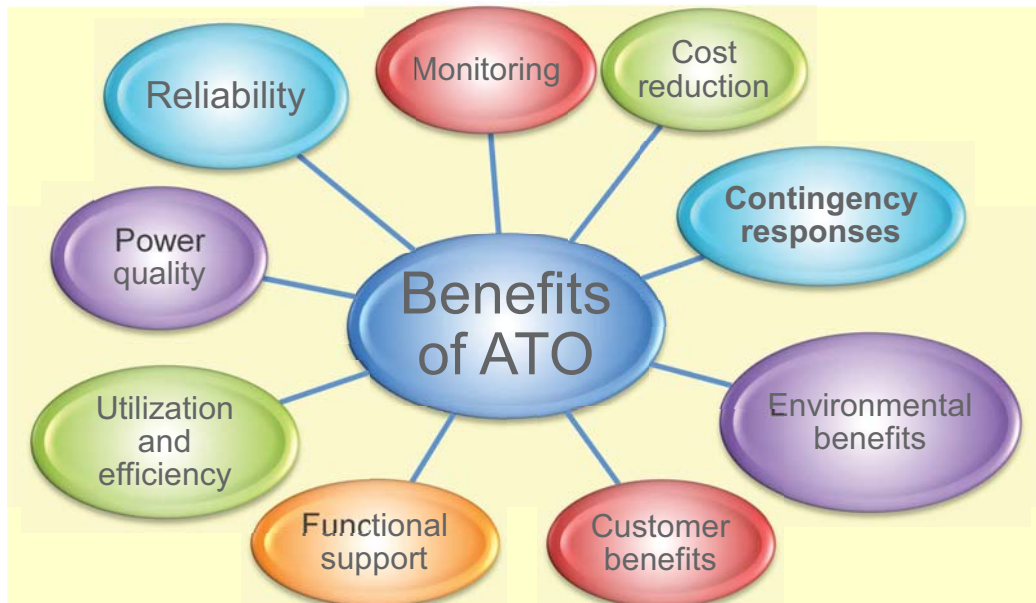 Monitoring
Cost
reduction
Reliability
Contingency
responses
Power
quality
Benefits
of ATO
Environmental
benefits
Utilization
and
efficiency
Functional
support
Customer
benefits